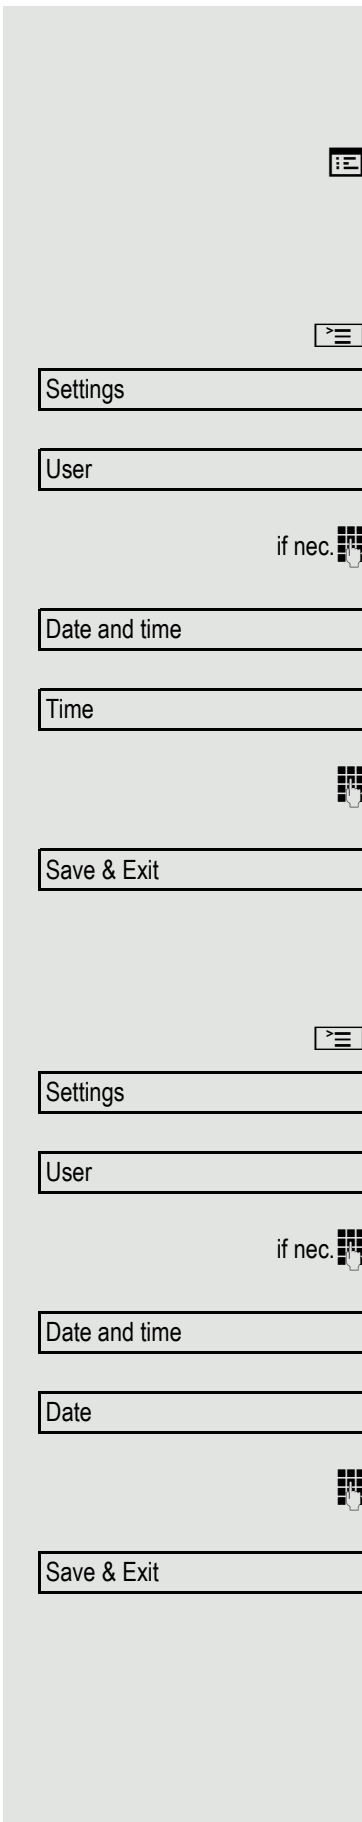 Settings
User
if nec.
Date and time
Time
Save & Exit
Settings
User
if nec.
Date and time
Date
Save & Exit